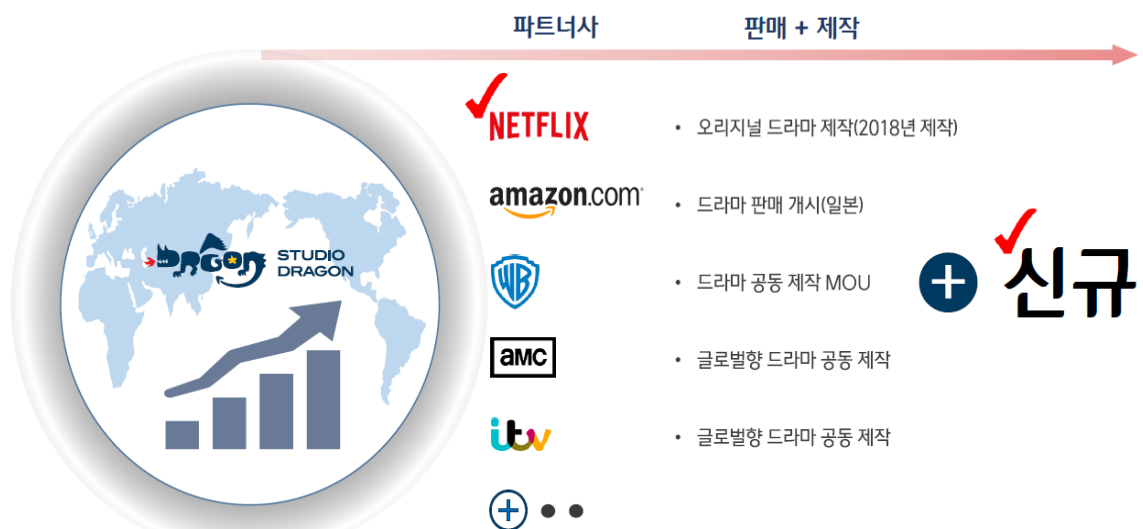 파트너사 판매 + 제작
NETFLIX • 오리지널 드라마 제작(2018년 제작)
amazon.com • 드라마 판매 개시(일본)
DRAGON STUDIO DRAGON
WB • 드라마 공동 제작 MOU
+ 신규
amc • 글로벌향 드라마 공동 제작
itv • 글로벌향 드라마 공동 제작
+ ● ●